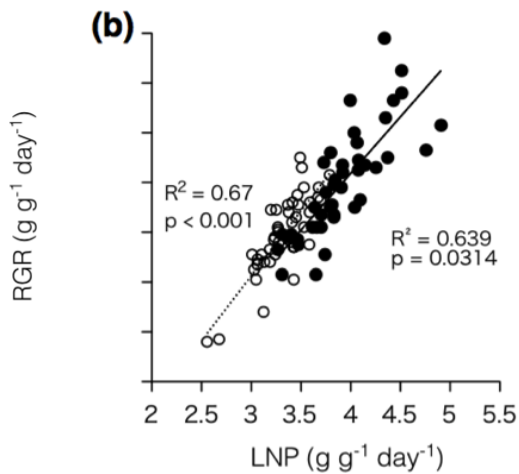 (b)
RGR (g g⁻¹ day⁻¹)
R² = 0.67
p < 0.001
R² = 0.639
p = 0.0314
2 2.5 3 3.5 4 4.5 5 5.5
LNP (g g⁻¹ day⁻¹)